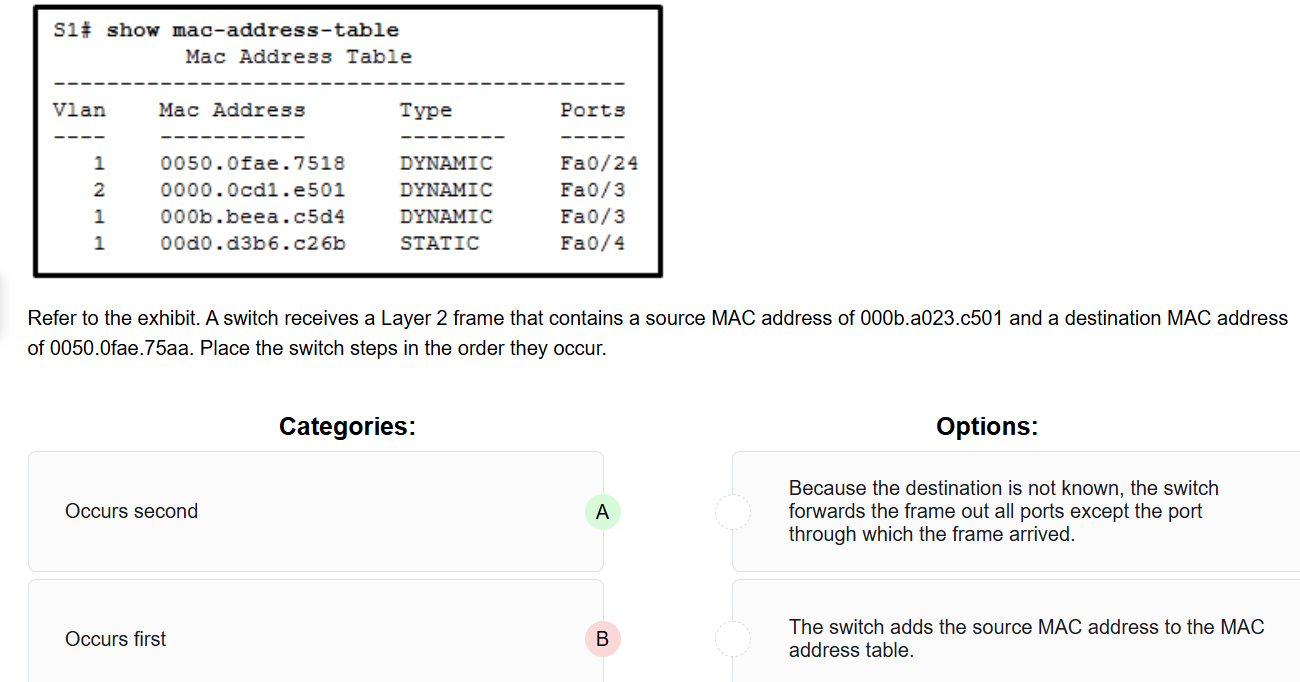 S1# show mac-address-table
Mac Address Table
-------------------------------------------
Vlan Mac Address Type Ports
---- ----------- -------- -----
1 0050.0fae.7518 DYNAMIC Fa0/24
2 0000.0cd1.e501 DYNAMIC Fa0/3
1 000b.beea.c5d4 DYNAMIC Fa0/3
1 00d0.d3b6.c26b STATIC Fa0/4
Refer to the exhibit. A switch receives a Layer 2 frame that contains a source MAC address of 000b.a023.c501 and a destination MAC address
of 0050.0fae.75aa. Place the switch steps in the order they occur.
Categories:
Options:
Occurs second
A
Because the destination is not known, the switch
forwards the frame out all ports except the port
through which the frame arrived.
Occurs first
B
The switch adds the source MAC address to the MAC
address table.